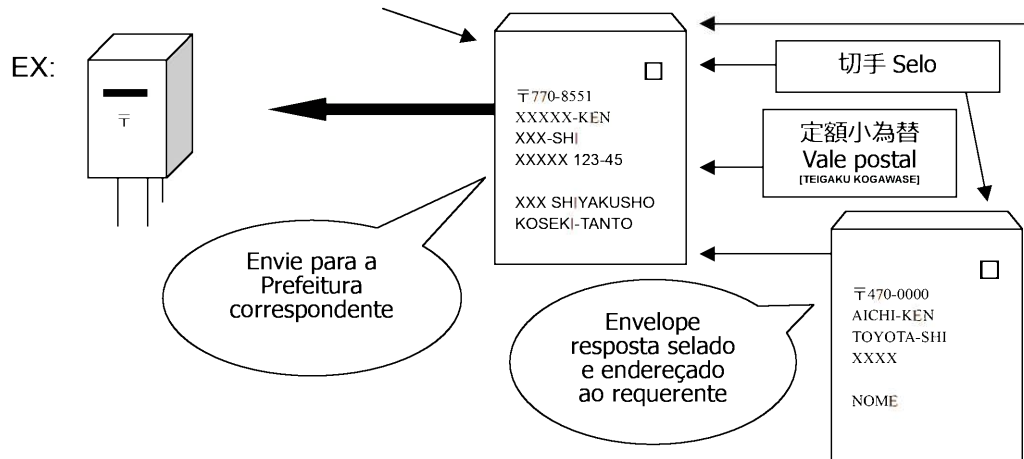 EX:
〒
〒770-8551
XXXXX-KEN
XXX-SHI
XXXXX 123-45
XXX SHIYAKUSHO
KOSEKI-TANTO
切手 Selo
定額小為替
Vale postal
[TEIGAKU KOGAWASE]
Envie para a
Prefeitura
correspondente
Envelope
resposta selado
e endereçado
ao requerente
〒470-0000
AICHI-KEN
TOYOTA-SHI
XXXX
NOME